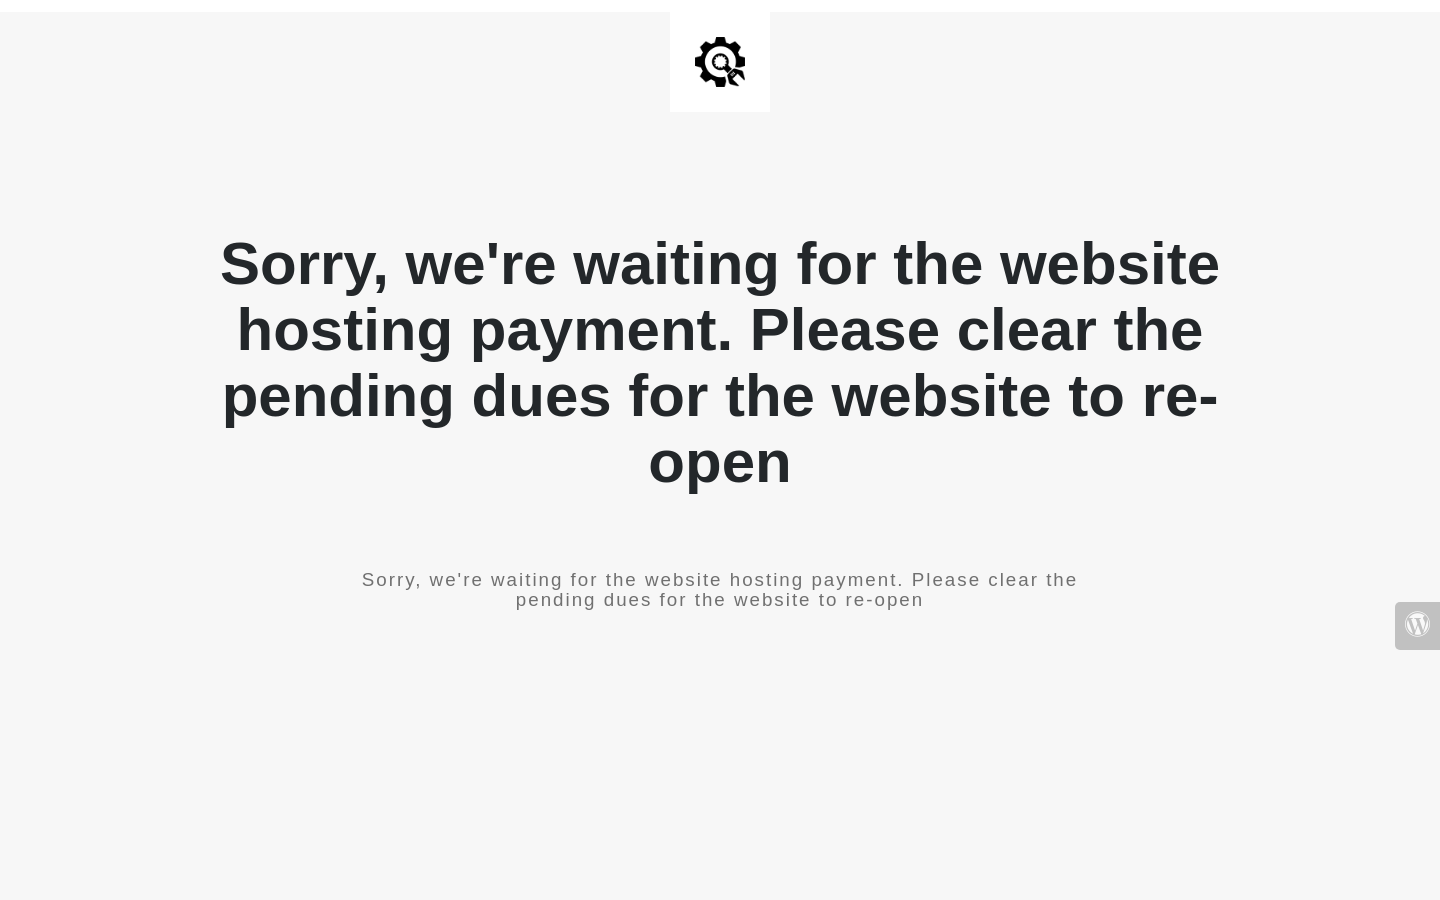 Sorry, we're waiting for the website
hosting payment. Please clear the
pending dues for the website to re-
open
Sorry, we're waiting for the website hosting payment. Please clear the
pending dues for the website to re-open